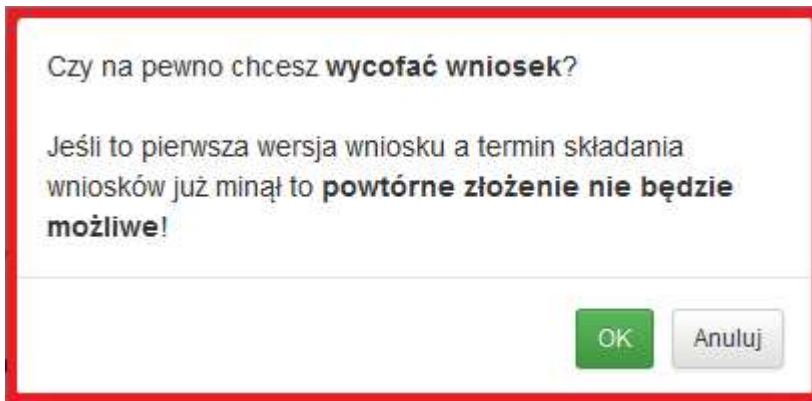 Czy na pewno chcesz wycofać wniosek?
Jeśli to pierwsza wersja wniosku a termin składania
wniosków już minął to powtórne złożenie nie będzie
możliwe!
OK Anuluj